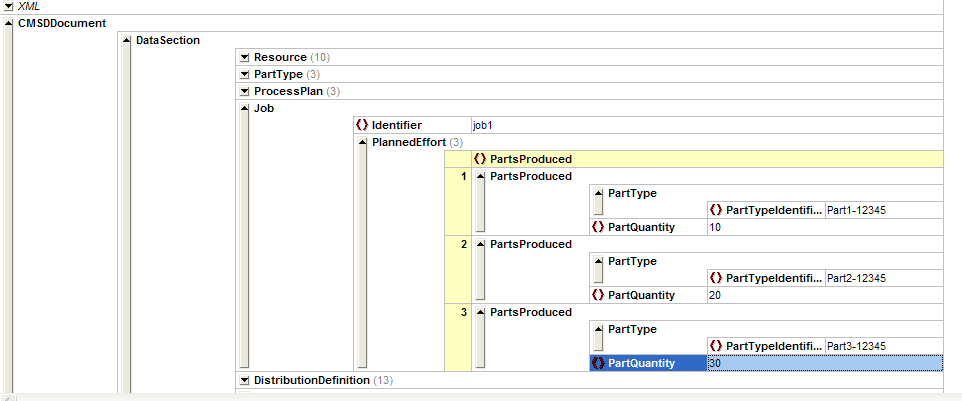 XML
CMSDDocument
DataSection
Resource (10)
PartType (3)
ProcessPlan (3)
Job
Identifier job1
PlannedEffort (3)
PartsProduced
1 PartsProduced
PartType
PartTypeIdentifi... Part1-12345
PartQuantity 10
2 PartsProduced
PartType
PartTypeIdentifi... Part2-12345
PartQuantity 20
3 PartsProduced
PartType
PartTypeIdentifi... Part3-12345
PartQuantity 30
DistributionDefinition (13)